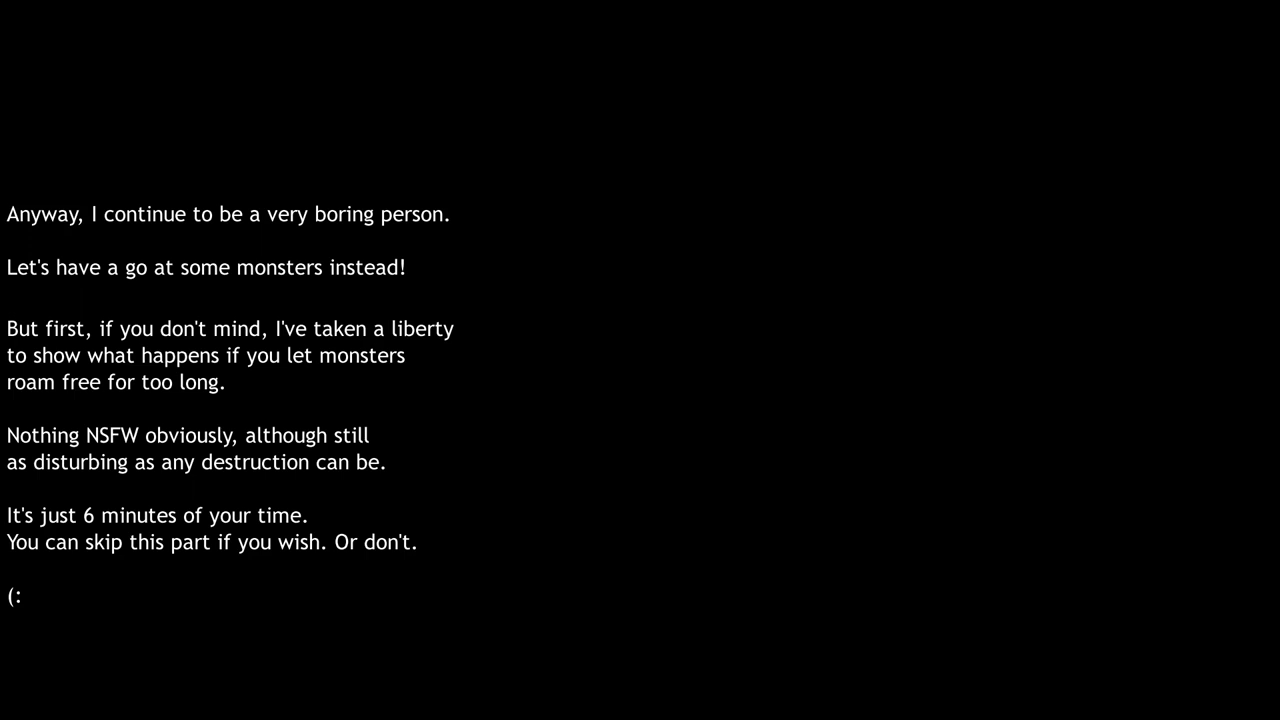 Anyway, I continue to be a very boring person.
Let's have a go at some monsters instead!
But first, if you don't mind, I've taken a liberty
to show what happens if you let monsters
roam free for too long.
Nothing NSFW obviously, although still
as disturbing as any destruction can be.
It's just 6 minutes of your time.
You can skip this part if you wish. Or don't.
(: